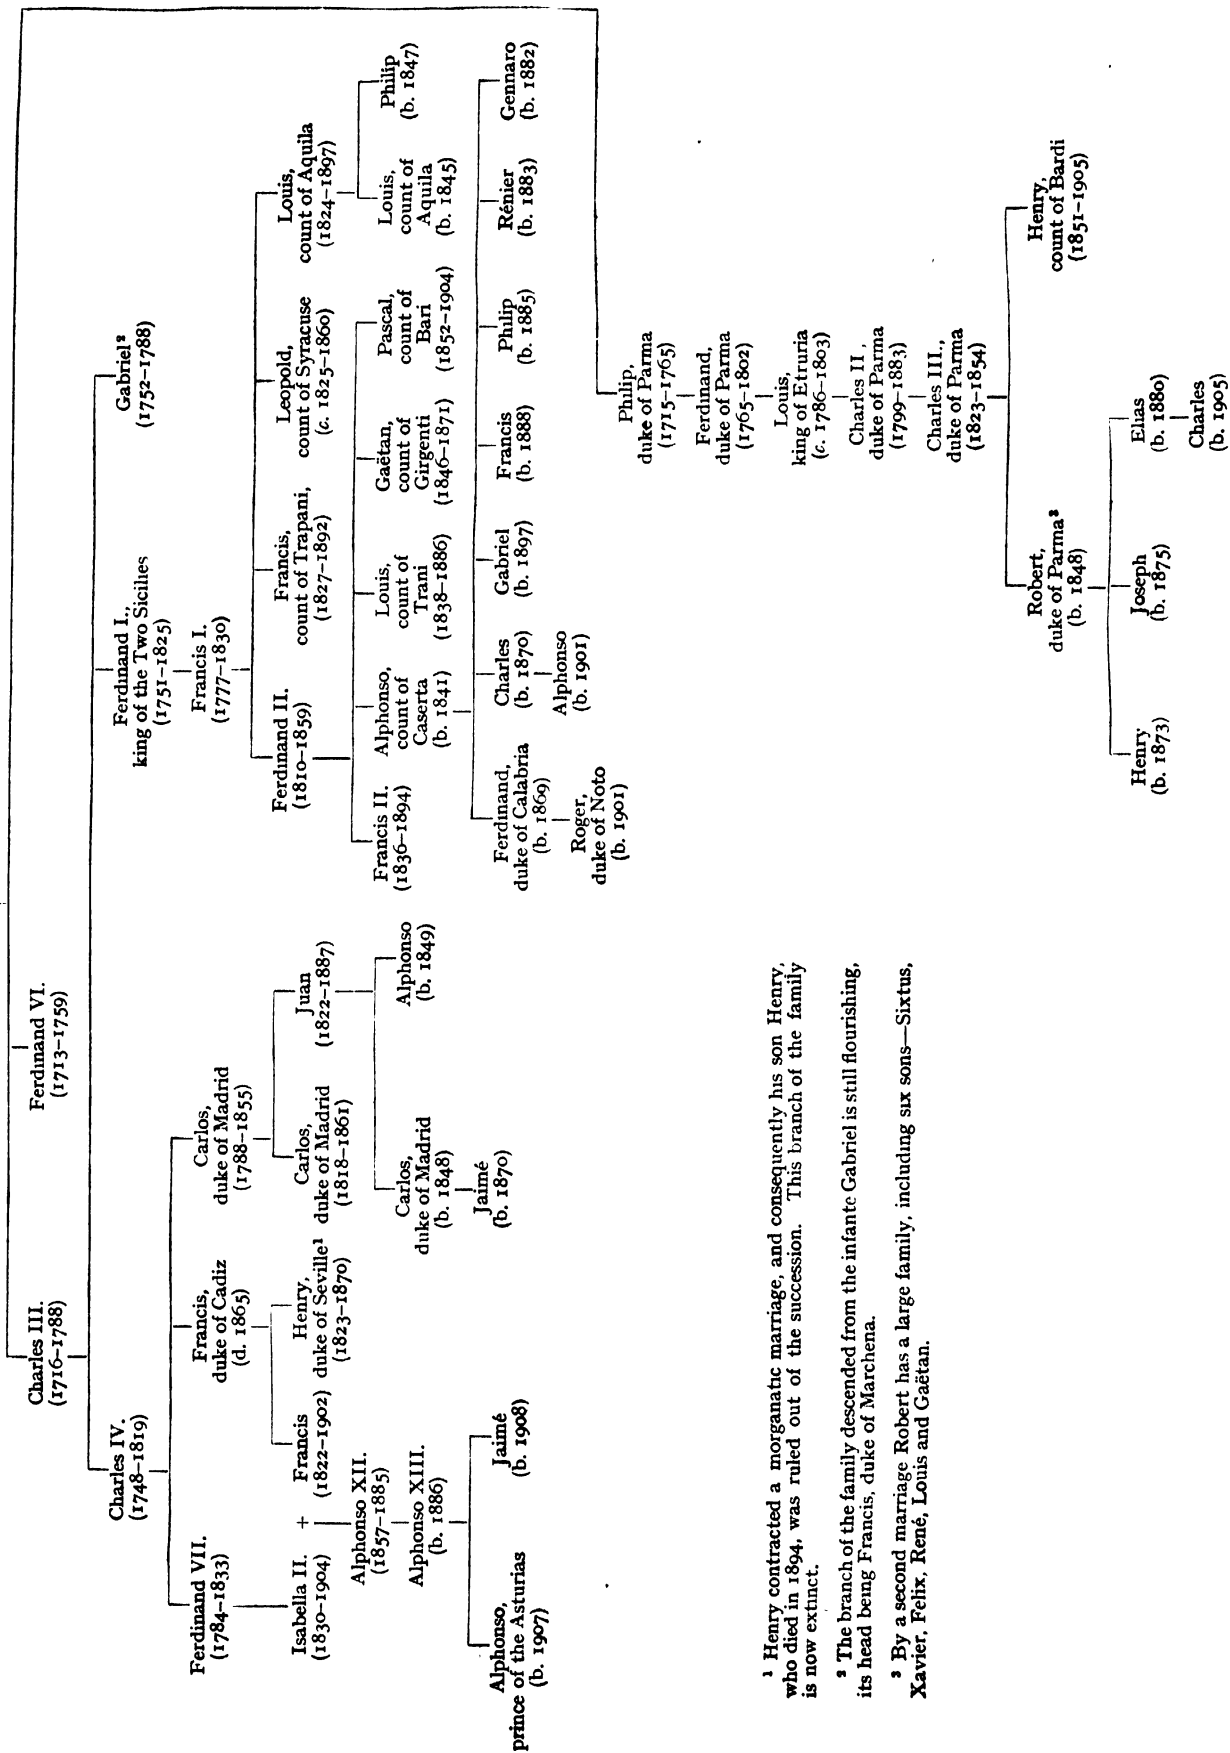 Charles III.
(1716–1788)
Ferdinand VI.
(1713–1759)
Charles IV.
(1748–1819)
Ferdinand I.,
king of the Two Sicilies
(1751–1825)
Gabriel²
(1752–1788)
Ferdinand VII.
(1784–1833)
Francis,
duke of Cadiz
(d. 1865)
Carlos,
duke of Madrid
(1788–1855)
Francis I.
(1777–1830)
Isabella II.
(1830–1904)
+
Francis
(1822–1902)
Henry,
duke of Seville¹
(1823–1870)
Carlos,
duke of Madrid
(1818–1861)
Juan
(1822–1887)
Ferdinand II.
(1810–1859)
Francis,
count of Trapani,
(1827–1892)
Leopold,
count of Syracuse
(c. 1825–1860)
Louis,
count of Aquila
(1824–1897)
Alphonso XII.
(1857–1885)
Alphonso XIII.
(b. 1886)
Carlos,
duke of Madrid
(b. 1848)
Alphonso
(b. 1849)
Jaimé
(b. 1870)
Francis II.
(1836–1894)
Alphonso,
count of
Caserta
(b. 1841)
Louis,
count of
Trani
(1838–1886)
Gaëtan,
count of
Girgenti
(1846–1871)
Pascal,
count of
Bari
(1852–1904)
Louis,
count of
Aquila
(b. 1845)
Philip
(b. 1847)
Alphonso,
prince of the Asturias
(b. 1907)
Jaimé
(b. 1908)
Ferdinand,
duke of Calabria
(b. 1869)
Charles
(b. 1870)
Gabriel
(b. 1897)
Francis
(b. 1888)
Philip
(b. 1885)
Rénier
(b. 1883)
Gennaro
(b. 1882)
Roger,
duke of Noto
(b. 1901)
Alphonso
(b. 1901)
Philip,
duke of Parma
(1715–1765)
Ferdinand,
duke of Parma
(1765–1802)
Louis,
king of Etruria
(c. 1786–1803)
Charles II,
duke of Parma
(1799–1883)
Charles III.,
duke of Parma
(1823–1854)
Robert,
duke of Parma³
(b. 1848)
Henry,
count of Bardi
(1851–1905)
Henry
(b. 1873)
Joseph
(b. 1875)
Elias
(b. 1880)
Charles
(b. 1905)
¹ Henry contracted a morganatic marriage, and consequently his son Henry,
who died in 1894, was ruled out of the succession. This branch of the family
is now extinct.
² The branch of the family descended from the infante Gabriel is still flourishing,
its head being Francis, duke of Marchena.
³ By a second marriage Robert has a large family, including six sons—Sixtus,
Xavier, Felix, René, Louis and Gaëtan.